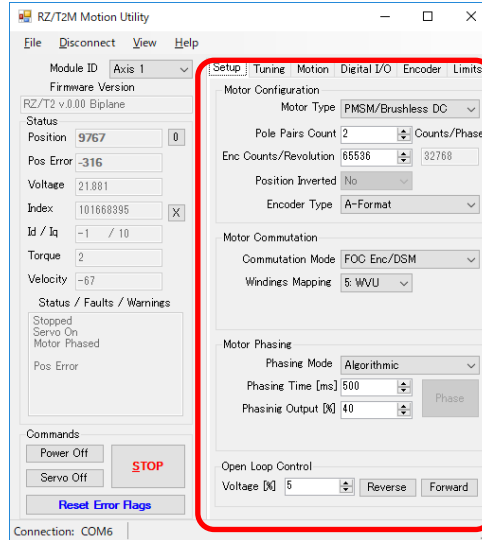 RZ/T2M Motion Utility
File Disconnect View Help
Module ID Axis 1
Firmware Version
RZ/T2 v.0.00 Biplane
Status
Position 9767 0
Pos Error -316
Voltage 21.881
Index 101668395 X
Id / Iq -1 / 10
Torque 2
Velocity -67
Status / Faults / Warnings
Stopped
Servo On
Motor Phased
Pos Error
Commands
Power Off
Servo Off
STOP
Reset Error Flags
Connection: COM6
Setup Tuning Motion Digital I/O Encoder Limits
Motor Configuration
Motor Type PMSM/Brushless DC
Pole Pairs Count 2 Counts/Phase
Enc Counts/Revolution 65536 32768
Position Inverted No
Encoder Type A-Format
Motor Commutation
Commutation Mode FOC Enc/DSM
Windings Mapping 5: WVU
Motor Phasing
Phasing Mode Algorithmic
Phasing Time [ms] 500
Phasinig Output [%] 40
Phase
Open Loop Control
Voltage [%] 5 Reverse Forward